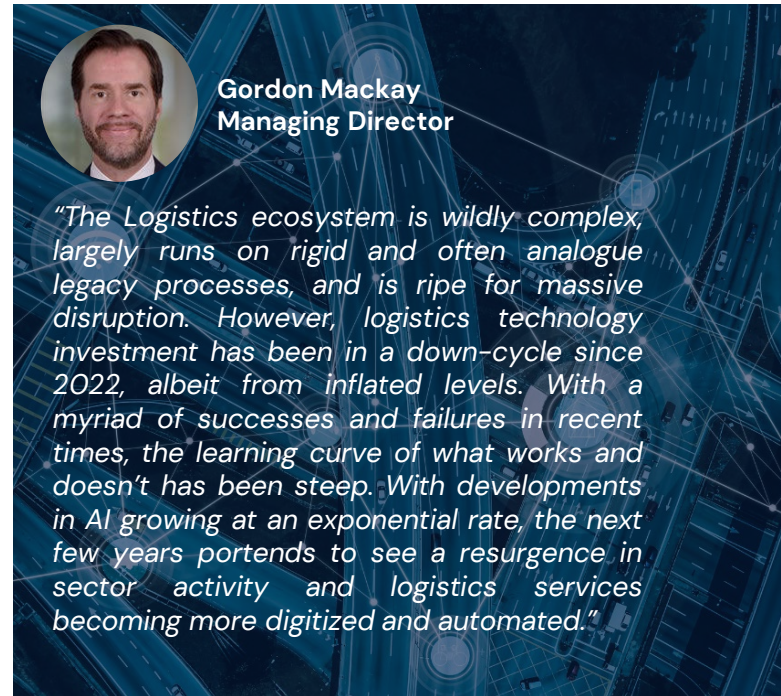 Gordon Mackay
Managing Director
“The Logistics ecosystem is wildly complex,
largely runs on rigid and often analogue
legacy processes, and is ripe for massive
disruption. However, logistics technology
investment has been in a down-cycle since
2022, albeit from inflated levels. With a
myriad of successes and failures in recent
times, the learning curve of what works and
doesn’t has been steep. With developments
in AI growing at an exponential rate, the next
few years portends to see a resurgence in
sector activity and logistics services
becoming more digitized and automated.”